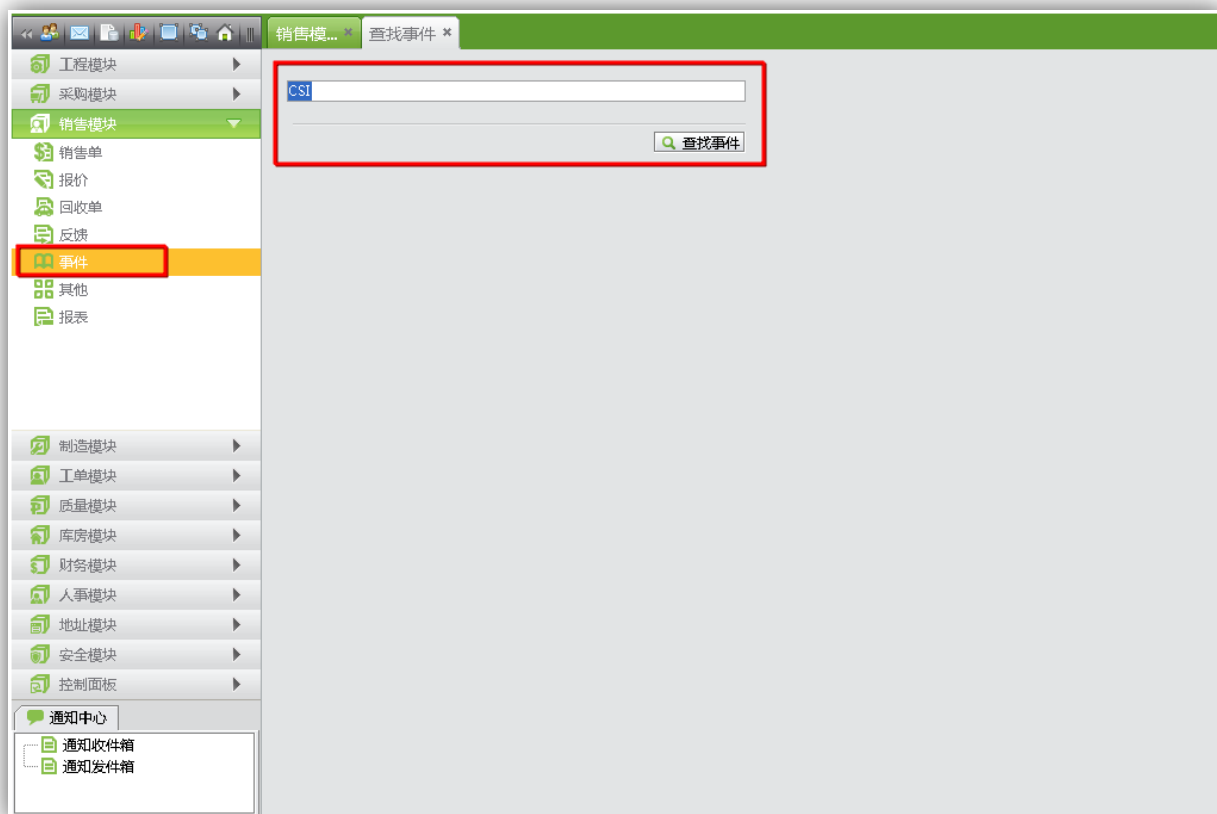 销售模...
查找事件
工程模块
采购模块
销售模块
销售单
报价
回收单
反馈
事件
其他
报表
制造模块
工单模块
质量模块
库房模块
财务模块
人事模块
地址模块
安全模块
控制面板
通知中心
通知收件箱
通知发件箱
CSI
查找事件